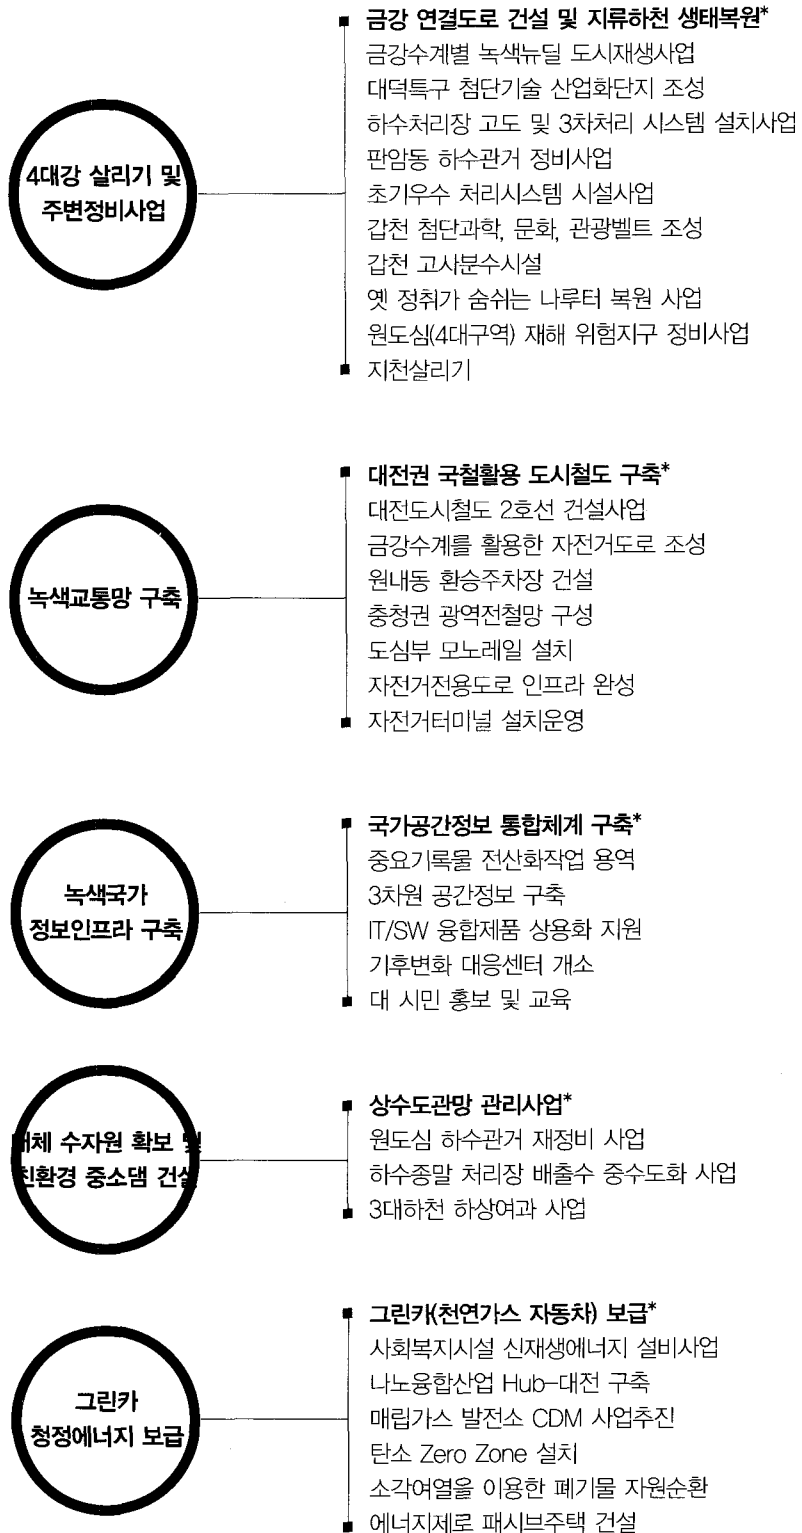 4대강 살리기 및
주변정비사업
금강 연결도로 건설 및 지류하천 생태복원*
금강수계별 녹색뉴딜 도시재생사업
대덕특구 첨단기술 산업화단지 조성
하수처리장 고도 및 3차처리 시스템 설치사업
판암동 하수관거 정비사업
초기우수 처리시스템 시설사업
갑천 첨단과학, 문화, 관광벨트 조성
갑천 고사분수시설
옛 정취가 숨쉬는 나루터 복원 사업
원도심(4대구역) 재해 위험지구 정비사업
지천살리기
녹색교통망 구축
대전권 국철활용 도시철도 구축*
대전도시철도 2호선 건설사업
금강수계를 활용한 자전거도로 조성
원내동 환승주차장 건설
충청권 광역전철망 구성
도심부 모노레일 설치
자전거전용도로 인프라 완성
자전거터미널 설치운영
녹색국가
정보인프라 구축
국가공간정보 통합체계 구축*
중요기록물 전산화작업 용역
3차원 공간정보 구축
IT/SW 융합제품 상용화 지원
기후변화 대응센터 개소
대 시민 홍보 및 교육
대체 수자원 확보 및
친환경 중소댐 건설
상수도관망 관리사업*
원도심 하수관거 재정비 사업
하수종말 처리장 배출수 중수도화 사업
3대하천 하상여과 사업
그린카
청정에너지 보급
그린카(천연가스 자동차) 보급*
사회복지시설 신재생에너지 설비사업
나노융합산업 Hub-대전 구축
매립가스 발전소 CDM 사업추진
탄소 Zero Zone 설치
소각여열을 이용한 폐기물 자원순환
에너지제로 패시브주택 건설